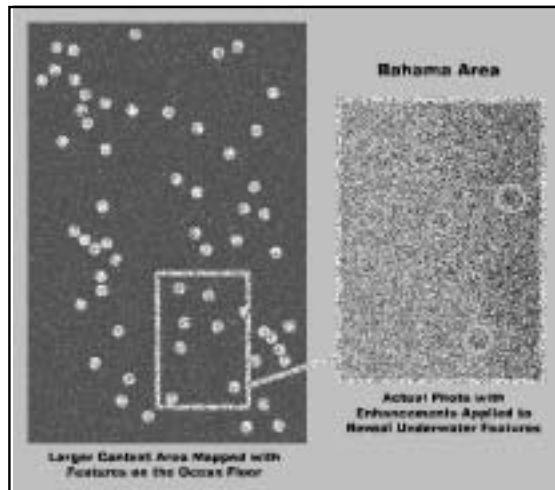 Bahama Area
Larger Context Area Mapped with
Features on the Ocean Floor
Actual Photo with
Enhancements Applied to
Reveal Underwater Features